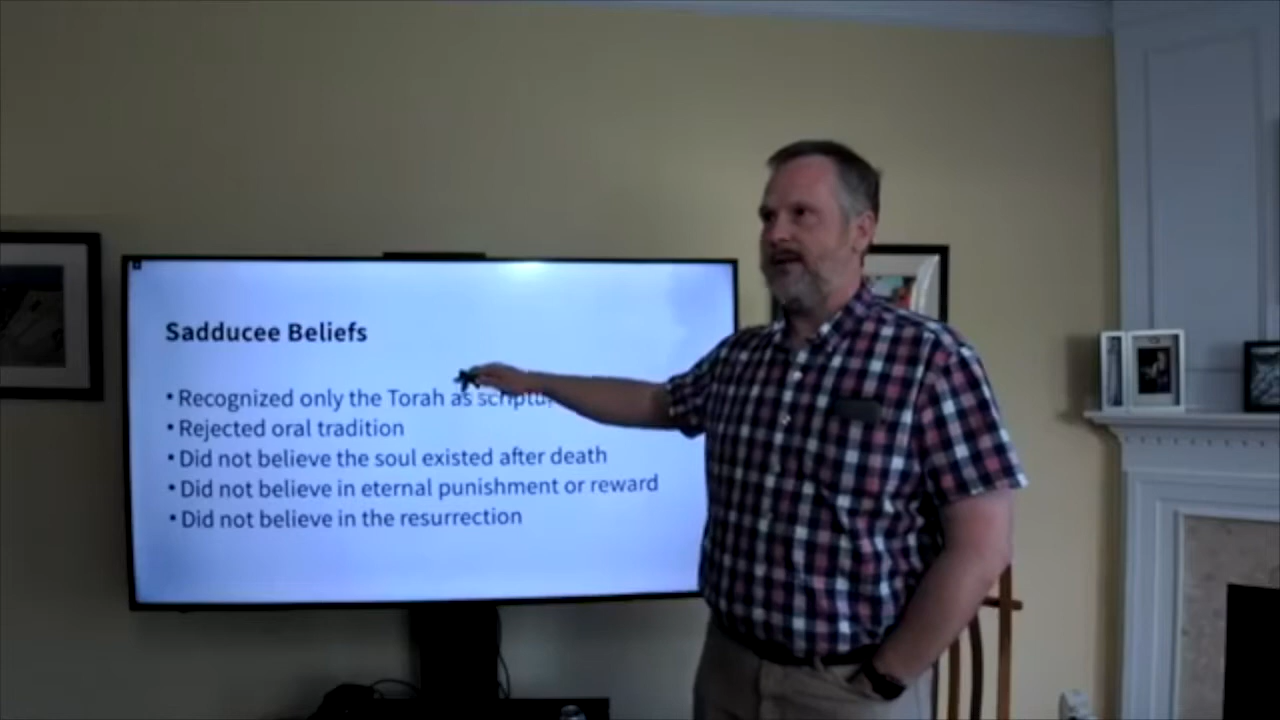 Sadducee Beliefs
• Recognized only the Torah as scriptu
• Rejected oral tradition
• Did not believe the soul existed after death
• Did not believe in eternal punishment or reward
• Did not believe in the resurrection